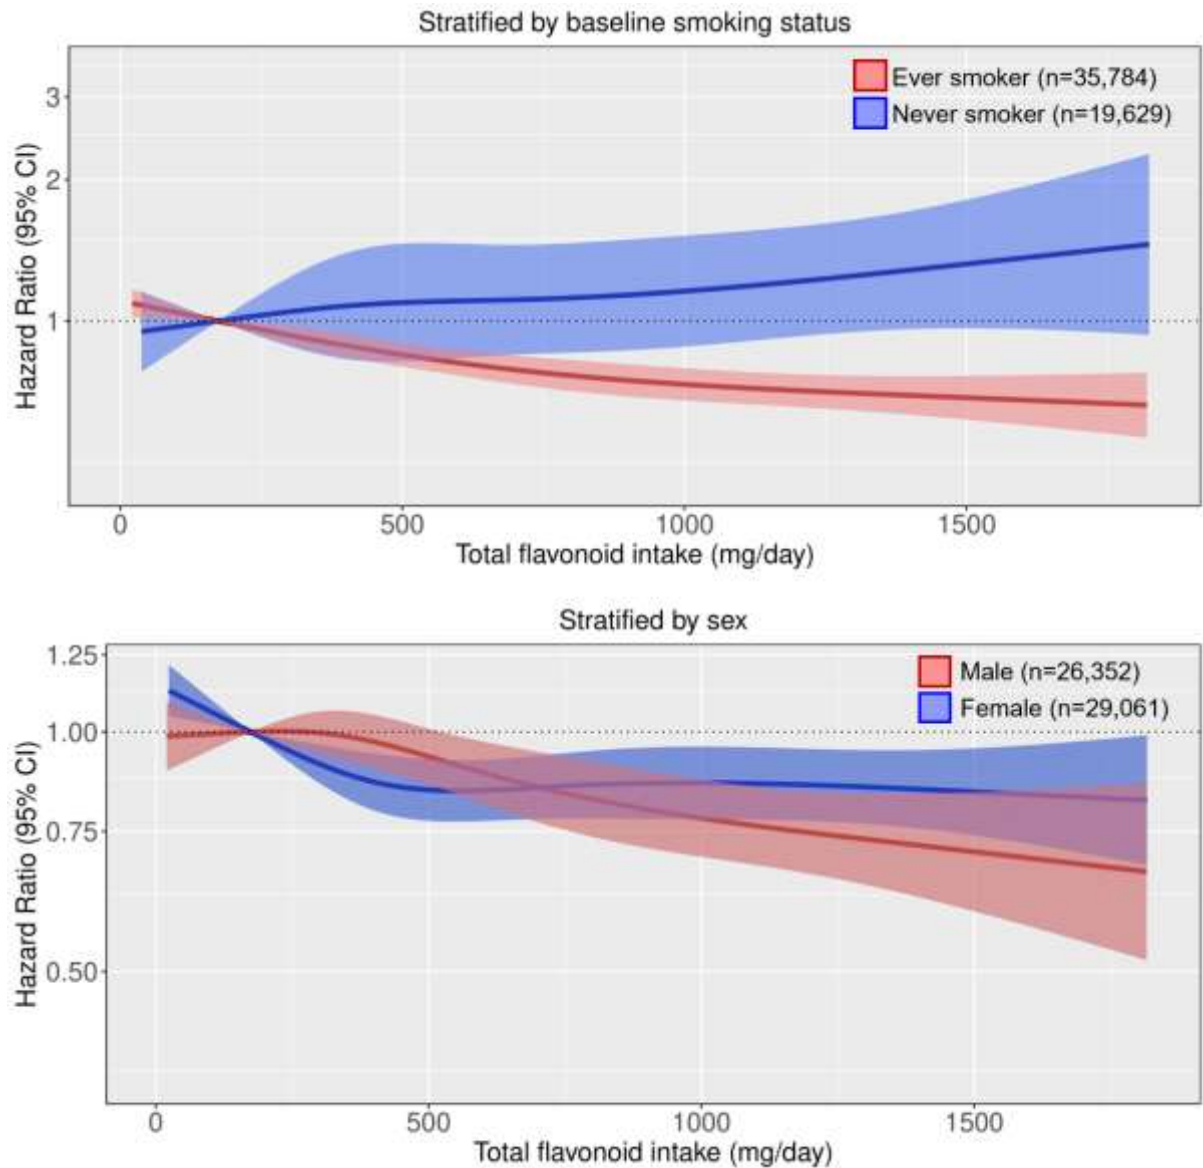 Stratified by baseline smoking status
Hazard Ratio (95% CI)
3
2
1
Ever smoker (n=35,784)
Never smoker (n=19,629)
0
500
1000
1500
Total flavonoid intake (mg/day)
Stratified by sex
Hazard Ratio (95% CI)
1.25
1.00
0.75
0.50
Male (n=26,352)
Female (n=29,061)
0
500
1000
1500
Total flavonoid intake (mg/day)